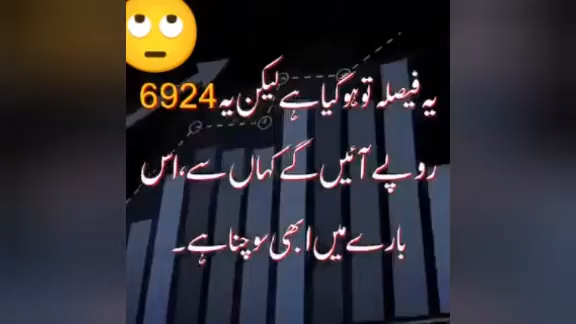 یہ فیصلہ تو ہو گیا ہے لیکن یہ 6924
روپے آئیں گے کہاں سے، اس
بارے میں ابھی سوچنا ہے۔